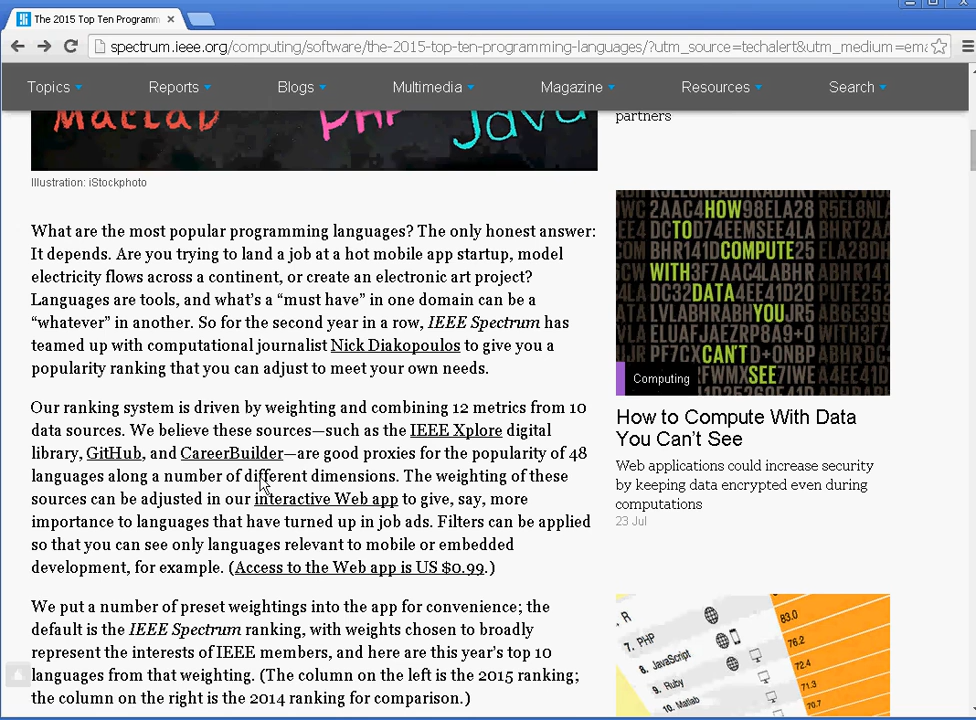 The 2015 Top Ten Programm
spectrum.ieee.org/computing/software/the-2015-top-ten-programming-languages/?utm_source=techalert&utm_medium=ema
Topics
Reports
Blogs
Multimedia
Magazine
Resources
Search
Matlab
PHP
Java
Illustration: iStockphoto
What are the most popular programming languages? The only honest answer:
It depends. Are you trying to land a job at a hot mobile app startup, model
electricity flows across a continent, or create an electronic art project?
Languages are tools, and what’s a “must have” in one domain can be a
“whatever” in another. So for the second year in a row, IEEE Spectrum has
teamed up with computational journalist Nick Diakopoulos to give you a
popularity ranking that you can adjust to meet your own needs.
Our ranking system is driven by weighting and combining 12 metrics from 10
data sources. We believe these sources—such as the IEEE Xplore digital
library, GitHub, and CareerBuilder—are good proxies for the popularity of 48
languages along a number of different dimensions. The weighting of these
sources can be adjusted in our interactive Web app to give, say, more
importance to languages that have turned up in job ads. Filters can be applied
so that you can see only languages relevant to mobile or embedded
development, for example. (Access to the Web app is US $0.99.)
We put a number of preset weightings into the app for convenience; the
default is the IEEE Spectrum ranking, with weights chosen to broadly
represent the interests of IEEE members, and here are this year’s top 10
languages from that weighting. (The column on the left is the 2015 ranking;
the column on the right is the 2014 ranking for comparison.)
partners
HOW
TO
COMPUTE
WITH
DATA
YOU
CAN'T
SEE
Computing
How to Compute With Data
You Can’t See
Web applications could increase security
by keeping data encrypted even during
computations
23 Jul
R
7. PHP
8. JavaScript
9. Ruby
10. Matlab
83.0
76.2
72.4
71.3
70.7